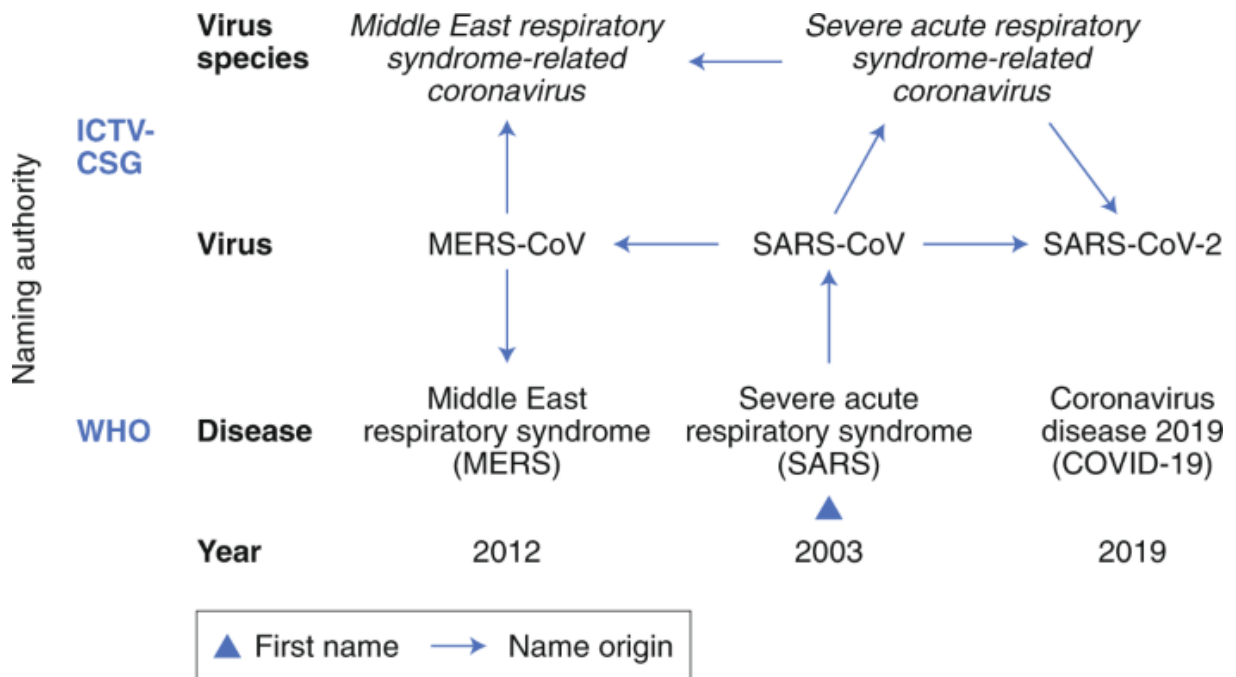 Naming authority
ICTV-
CSG
WHO
Virus
species
Middle East respiratory
syndrome-related
coronavirus
Severe acute respiratory
syndrome-related
coronavirus
Virus
MERS-CoV
SARS-CoV
SARS-CoV-2
Disease
Middle East
respiratory syndrome
(MERS)
Severe acute
respiratory syndrome
(SARS)
Coronavirus
disease 2019
(COVID-19)
Year
2012
2003
2019
First name
Name origin